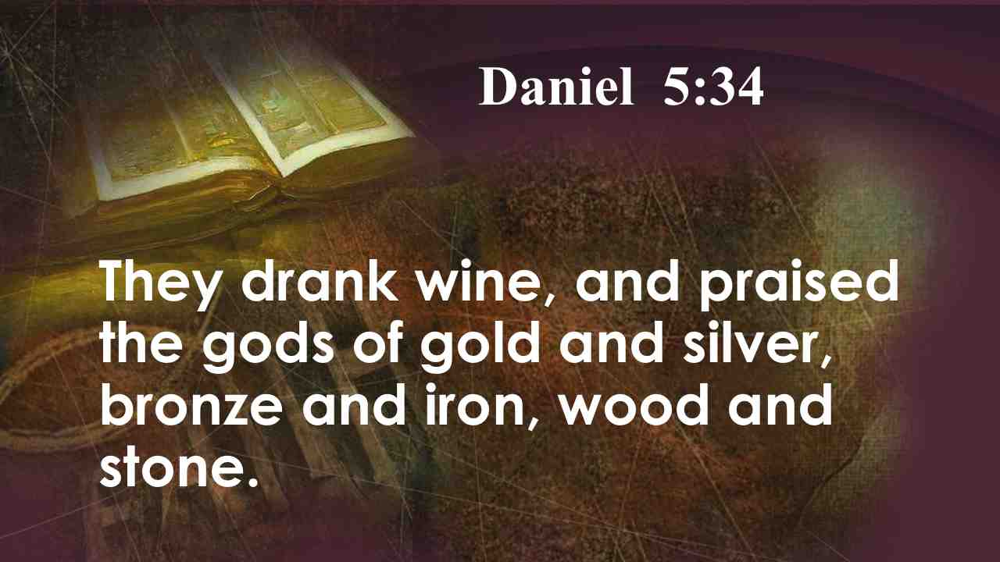 Daniel 5:34
They drank wine, and praised
the gods of gold and silver,
bronze and iron, wood and
stone.